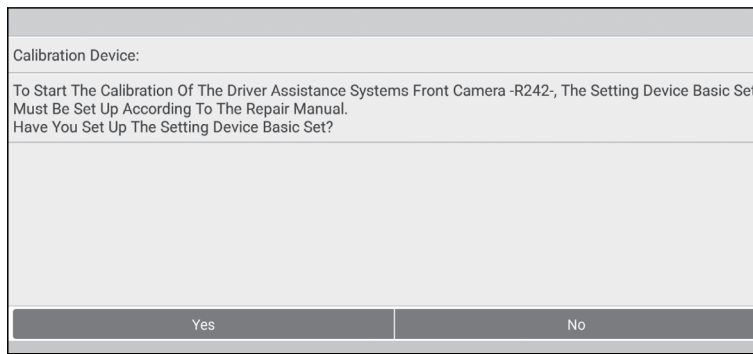 Calibration Device:
To Start The Calibration Of The Driver Assistance Systems Front Camera -R242-, The Setting Device Basic Set
Must Be Set Up According To The Repair Manual.
Have You Set Up The Setting Device Basic Set?
Yes
No